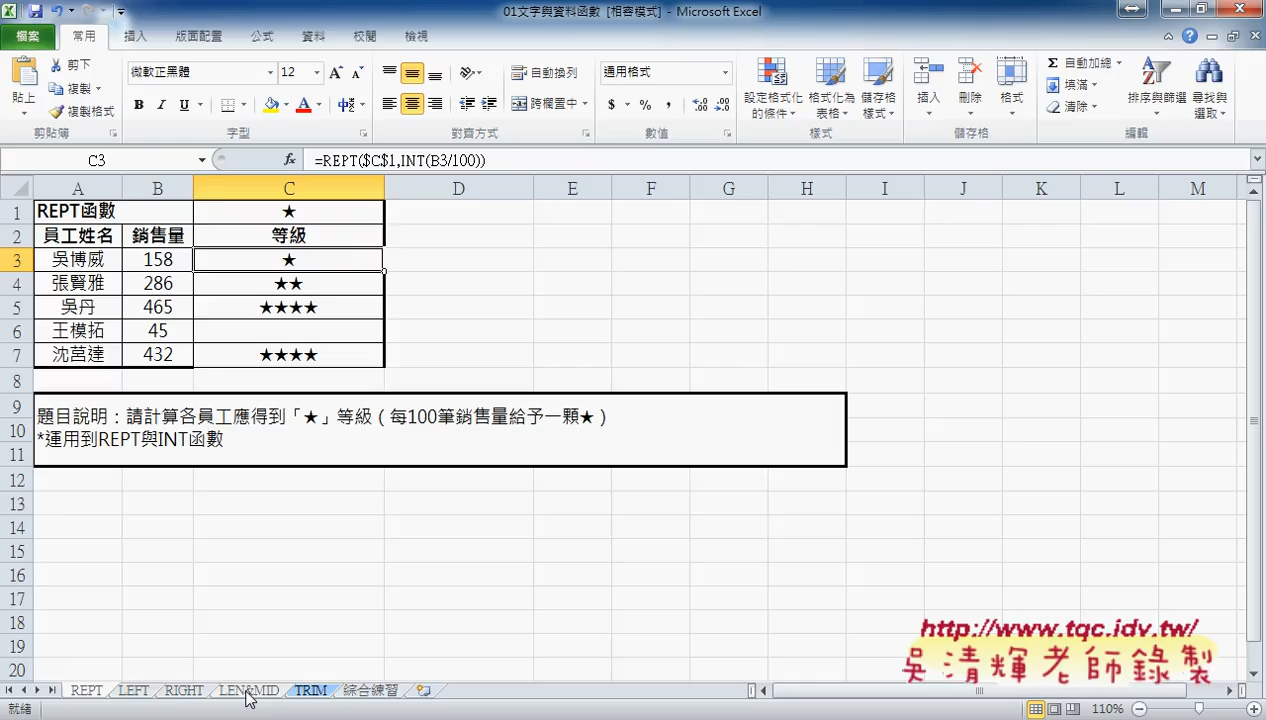 01文字與資料函數 [相容模式] - Microsoft Excel
檔案 常用 插入 版面配置 公式 資料 校閱 檢視
貼上 剪下 複製 複製格式 剪貼簿
微軟正黑體 12 字型
自動換列 跨欄置中 對齊方式
通用格式 數值
設定格式化的條件 格式化為表格 儲存格樣式 樣式
插入 刪除 格式 儲存格
自動加總 填滿 清除 排序與篩選 尋找與選取 編輯
C3 fx =REPT($C$1,INT(B3/100))
A B C D E F G H I J K L M
1 REPT函數 ★
2 員工姓名 銷售量 等級
3 吳博威 158 ★
4 張賢雅 286 ★★
5 吳丹 465 ★★★★
6 王模拓 45
7 沈莒達 432 ★★★★
8
9
10
11
題目說明：請計算各員工應得到「★」等級（每100筆銷售量給予一顆★）
*運用到REPT與INT函數
12
13
14
15
16
17
18
19
20
http://www.tqc.idv.tw/
吳清輝老師錄製
REPT LEFT RIGHT LEN&MID TRIM 綜合練習
就緒 110%